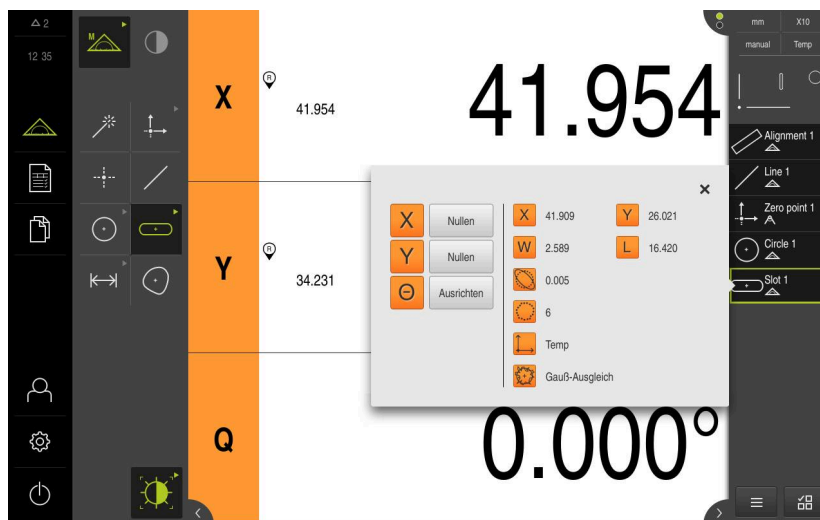 2
12 35
M
X
R
41.954
41.954
Y
R
34.231
Q
0.000°
X
Nullen
Y
Nullen
Θ
Ausrichten
X
41.909
Y
26.021
W
2.589
L
16.420
0.005
6
Temp
Gauß-Ausgleich
mm
X10
manual
Temp
Alignment 1
Line 1
Zero point 1
Circle 1
Slot 1